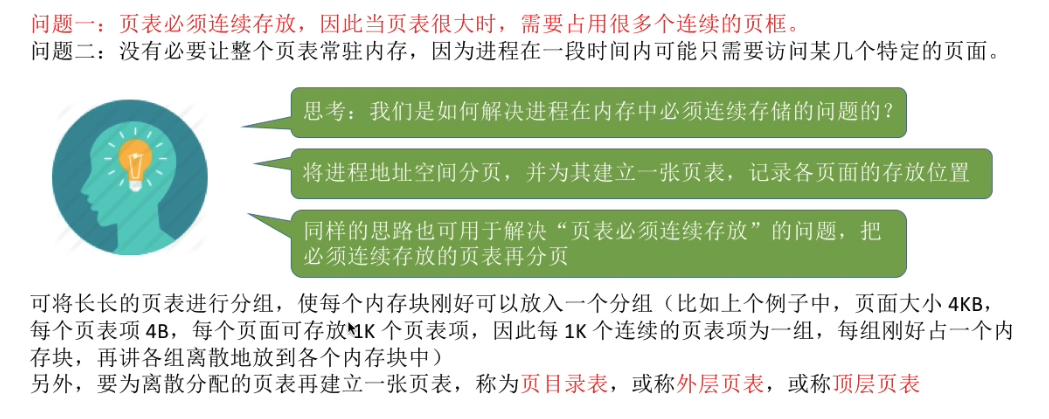 问题一：页表必须连续存放，因此当页表很大时，需要占用很多个连续的页框。
问题二：没有必要让整个页表常驻内存，因为进程在一段时间内可能只需要访问某几个特定的页面。
思考：我们是如何解决进程在内存中必须连续存储的问题的？
将进程地址空间分页，并为其建立一张页表，记录各页面的存放位置
同样的思路也可用于解决“页表必须连续存放”的问题，把
必须连续存放的页表再分页
可将长长的页表进行分组，使每个内存块刚好可以放入一个分组（比如上个例子中，页面大小 4KB，
每个页表项 4B，每个页面可存放 1K 个页表项，因此每 1K 个连续的页表项为一组，每组刚好占一个内
存块，再讲各组离散地放到各个内存块中）
另外，要为离散分配的页表再建立一张页表，称为页目录表，或称外层页表，或称顶层页表